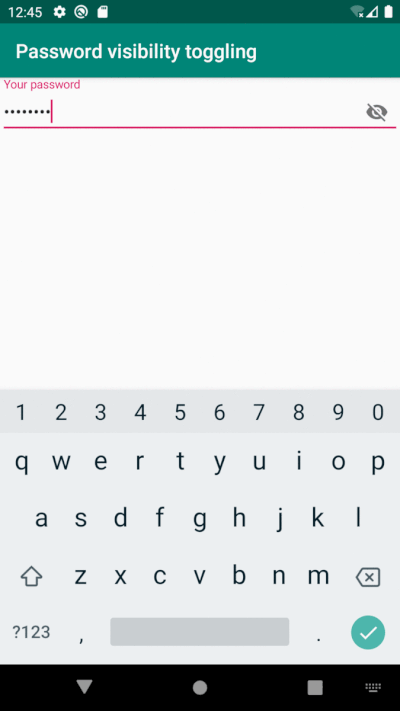 12:45
Password visibility toggling
Your password
••••••••
1 2 3 4 5 6 7 8 9 0
q w e r t y u i o p
a s d f g h j k l
z x c v b n m
?123 , .